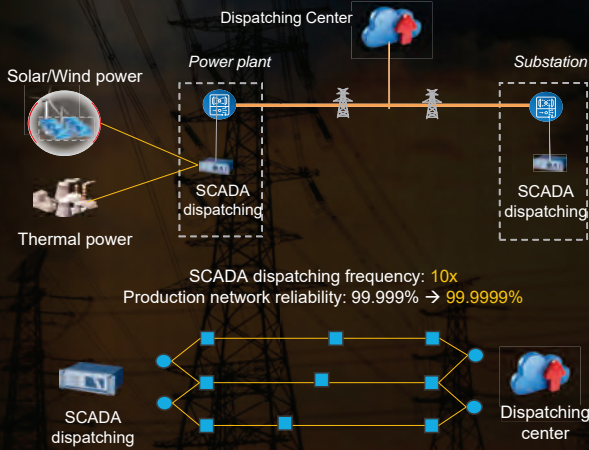 Dispatching Center
Power plant
Substation
Solar/Wind power
SCADA
dispatching
SCADA
dispatching
Thermal power
SCADA dispatching frequency: 10x
Production network reliability: 99.999% → 99.9999%
SCADA
dispatching
Dispatching
center